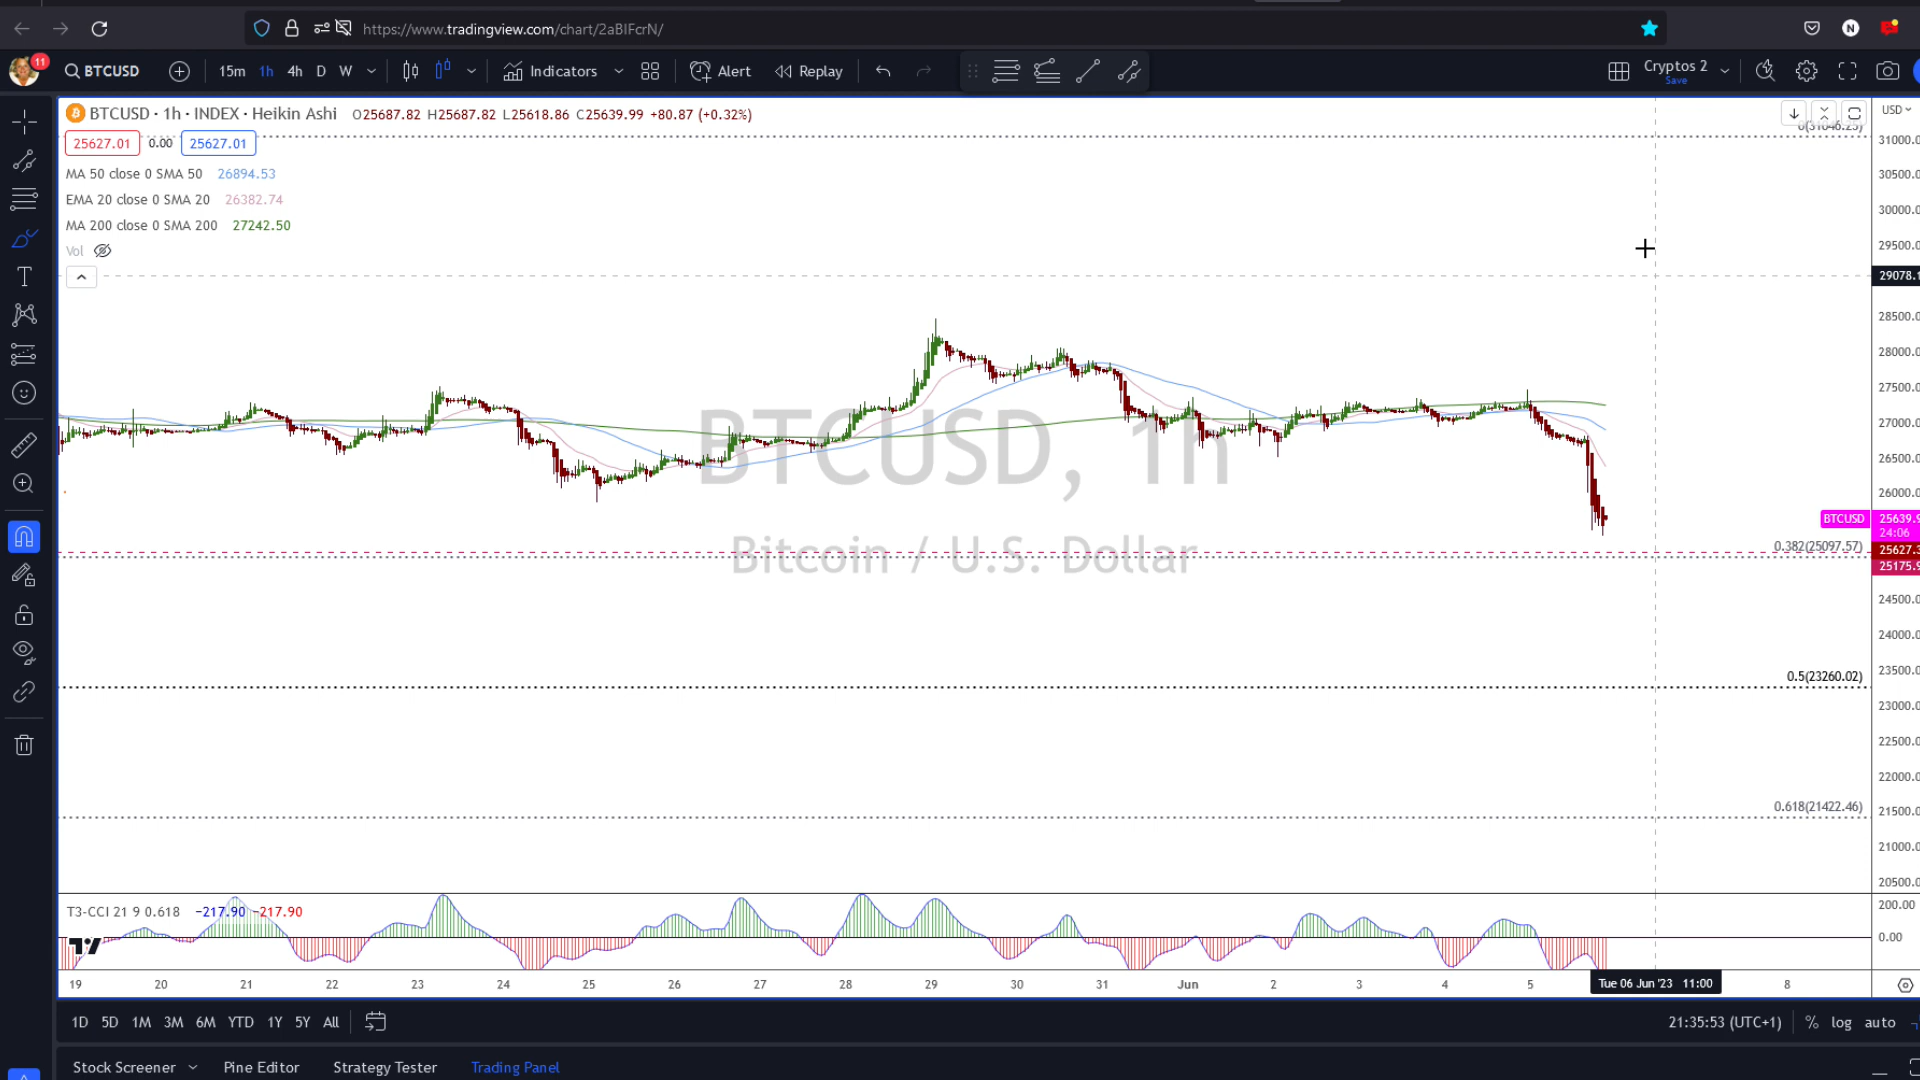 https://www.tradingview.com/chart/2aBIFcrN/
N
11
BTCUSD
15m 1h 4h D W
Indicators
Alert
Replay
Cryptos 2
Save
BTCUSD · 1h · INDEX · Heikin Ashi O25687.82 H25687.82 L25618.86 C25639.99 +80.87 (+0.32%)
25627.01 0.00 25627.01
MA 50 close 0 SMA 50 26894.53
EMA 20 close 0 SMA 20 26382.74
MA 200 close 0 SMA 200 27242.50
Vol
USD
0(31046.23)
31000.0
30500.0
30000.0
29500.0
29078.1
28500.0
28000.0
27500.0
27000.0
26500.0
26000.0
BTCUSD 25639.9
24:06
0.382(25097.57)
25627.3
25175.9
24500.0
24000.0
23500.0
0.5(23260.02)
23000.0
22500.0
22000.0
0.618(21422.46)
21500.0
21000.0
20500.0
BTCUSD, 1h
Bitcoin / U.S. Dollar
T3-CCI 21 9 0.618 −217.90 −217.90
200.00
0.00
19 20 21 22 23 24 25 26 27 28 29 30 31 Jun 2 3 4 5 Tue 06 Jun '23 11:00 8
1D 5D 1M 3M 6M YTD 1Y 5Y All
21:35:53 (UTC+1) % log auto
Stock Screener Pine Editor Strategy Tester Trading Panel